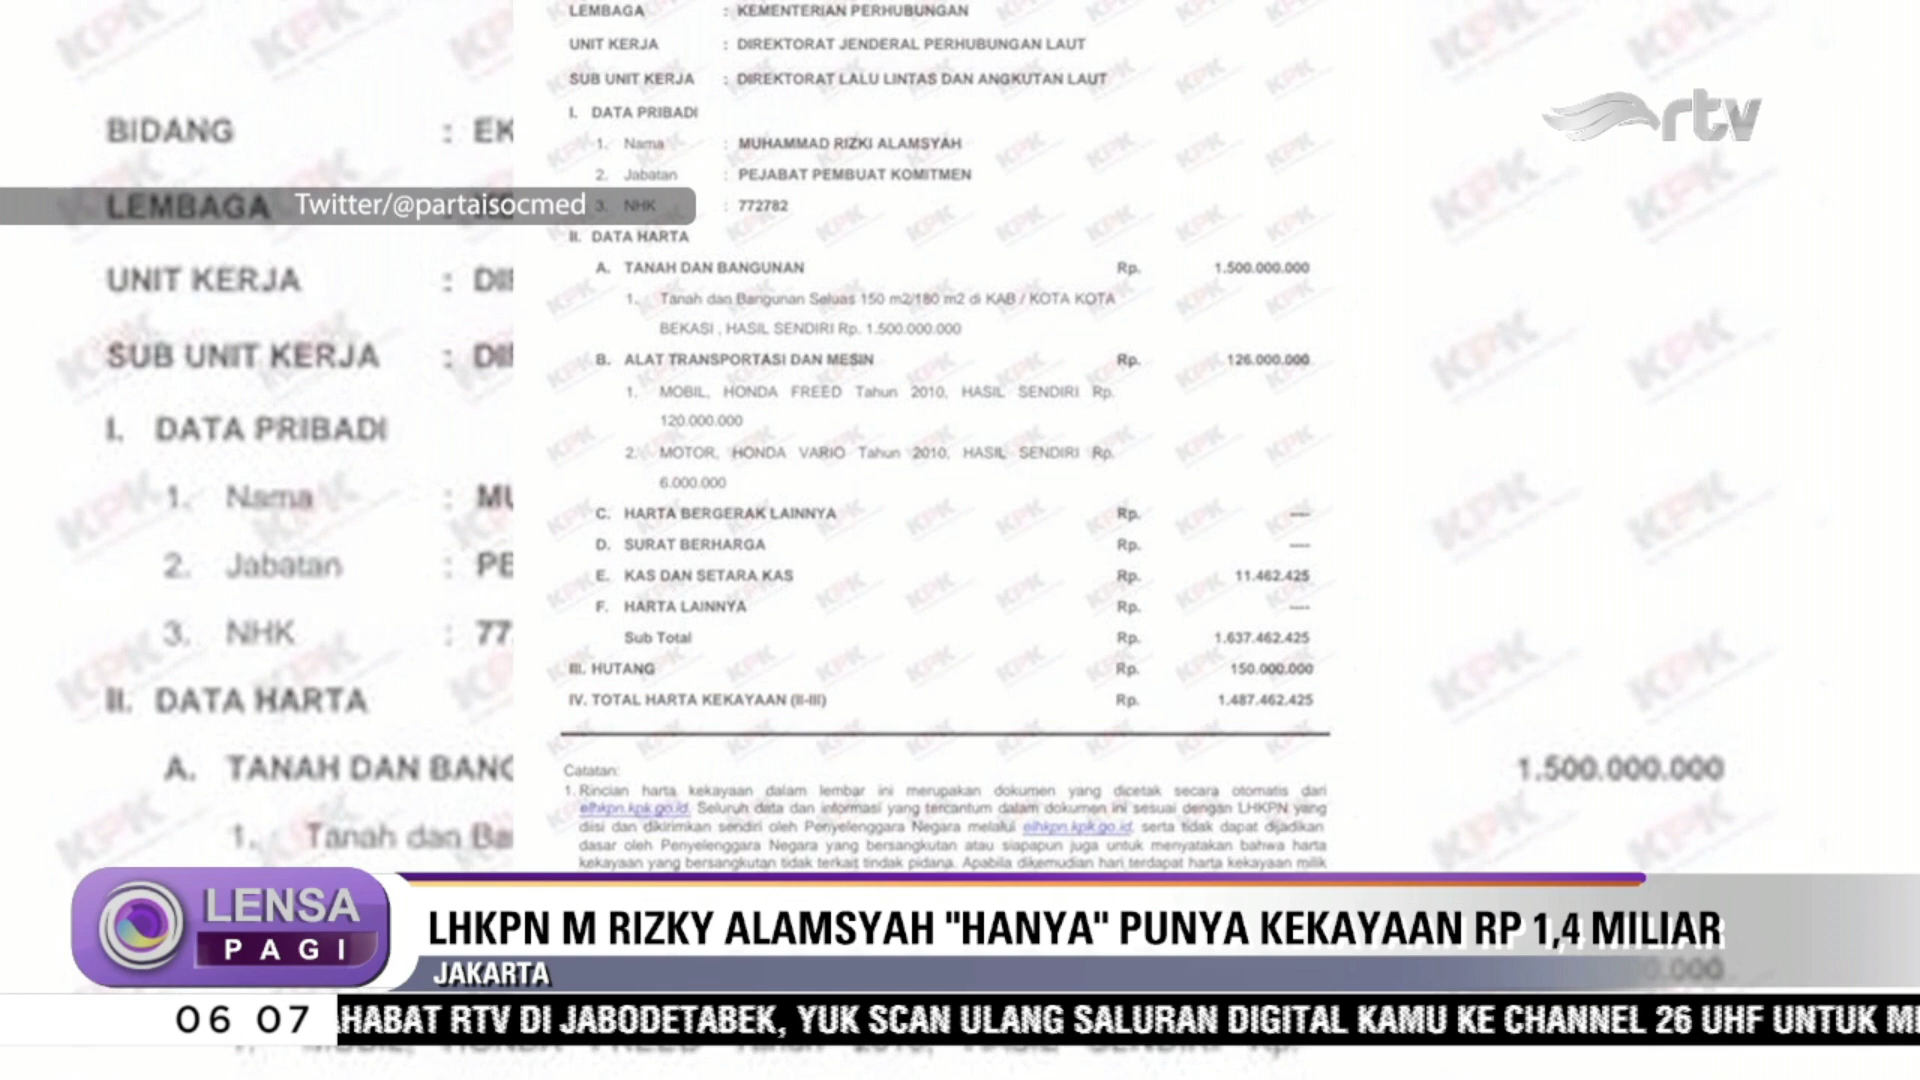 LEMBAGA : KEMENTERIAN PERHUBUNGAN
UNIT KERJA : DIREKTORAT JENDERAL PERHUBUNGAN LAUT
SUB UNIT KERJA : DIREKTORAT LALU LINTAS DAN ANGKUTAN LAUT
I. DATA PRIBADI
1. Nama : MUHAMMAD RIZKI ALAMSYAH
2. Jabatan : PEJABAT PEMBUAT KOMITMEN
3. NHK : 772782
II. DATA HARTA
A. TANAH DAN BANGUNAN Rp. 1.500.000.000
1. Tanah dan Bangunan Seluas 150 m2/180 m2 di KAB / KOTA KOTA
BEKASI , HASIL SENDIRI Rp. 1.500.000.000
B. ALAT TRANSPORTASI DAN MESIN Rp. 126.000.000
1. MOBIL, HONDA FREED Tahun 2010, HASIL SENDIRI Rp.
120.000.000
2. MOTOR, HONDA VARIO Tahun 2010, HASIL SENDIRI Rp.
6.000.000
C. HARTA BERGERAK LAINNYA Rp. ----
D. SURAT BERHARGA Rp. ----
E. KAS DAN SETARA KAS Rp. 11.462.425
F. HARTA LAINNYA Rp. ----
Sub Total Rp. 1.637.462.425
III. HUTANG Rp. 150.000.000
IV. TOTAL HARTA KEKAYAAN (II-III) Rp. 1.487.462.425
Catatan:
1. Rincian harta kekayaan dalam lembar ini merupakan dokumen yang dicetak secara otomatis dari
elhkpn.kpk.go.id. Seluruh data dan informasi yang tercantum dalam dokumen ini sesuai dengan LHKPN yang
diisi dan dikirimkan sendiri oleh Penyelenggara Negara melalui elhkpn.kpk.go.id, serta tidak dapat dijadikan
dasar oleh Penyelenggara Negara yang bersangkutan atau siapapun juga untuk menyatakan bahwa harta
kekayaan yang bersangkutan tidak terkait tindak pidana. Apabila dikemudian hari terdapat harta kekayaan milik
BIDANG : EK
LEMBAGA
UNIT KERJA : DI
SUB UNIT KERJA : DI
I. DATA PRIBADI
1. Nama : MU
2. Jabatan : PE
3. NHK : 77
II. DATA HARTA
A. TANAH DAN BANG 1.500.000.000
1. Tanah dan Ba
Twitter/@partaisocmed
rtv
KPK
LENSA
PAGI
LHKPN M RIZKY ALAMSYAH "HANYA" PUNYA KEKAYAAN RP 1,4 MILIAR
JAKARTA
06 07
HABAT RTV DI JABODETABEK, YUK SCAN ULANG SALURAN DIGITAL KAMU KE CHANNEL 26 UHF UNTUK M